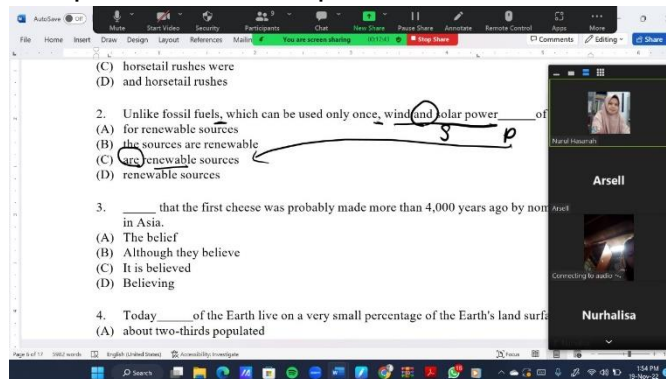 AutoSave Off
Mute Start Video Security Participants Chat New Share Pause Share Annotate Remote Control Apps More
File Home Insert Draw Design Layout References Mailin You are screen sharing Stop Share Comments Editing Share
(C) horsetail rushes were
(D) and horsetail rushes
2. Unlike fossil fuels, which can be used only once, wind and solar power_____of
S P
(A) for renewable sources
(B) the sources are renewable
(C) are renewable sources
(D) renewable sources
3. _____ that the first cheese was probably made more than 4,000 years ago by nom
in Asia.
(A) The belief
(B) Although they believe
(C) It is believed
(D) Believing
4. Today_____of the Earth live on a very small percentage of the Earth's land surfa
(A) about two-thirds populated
Nurul Hasanah
Arsell
Arsell
Connecting to audio
Nurhalisa
Page 6 of 17 3682 words English (United States) Accessibility: Investigate Focus
Search
1:54 PM
19-Nov-22